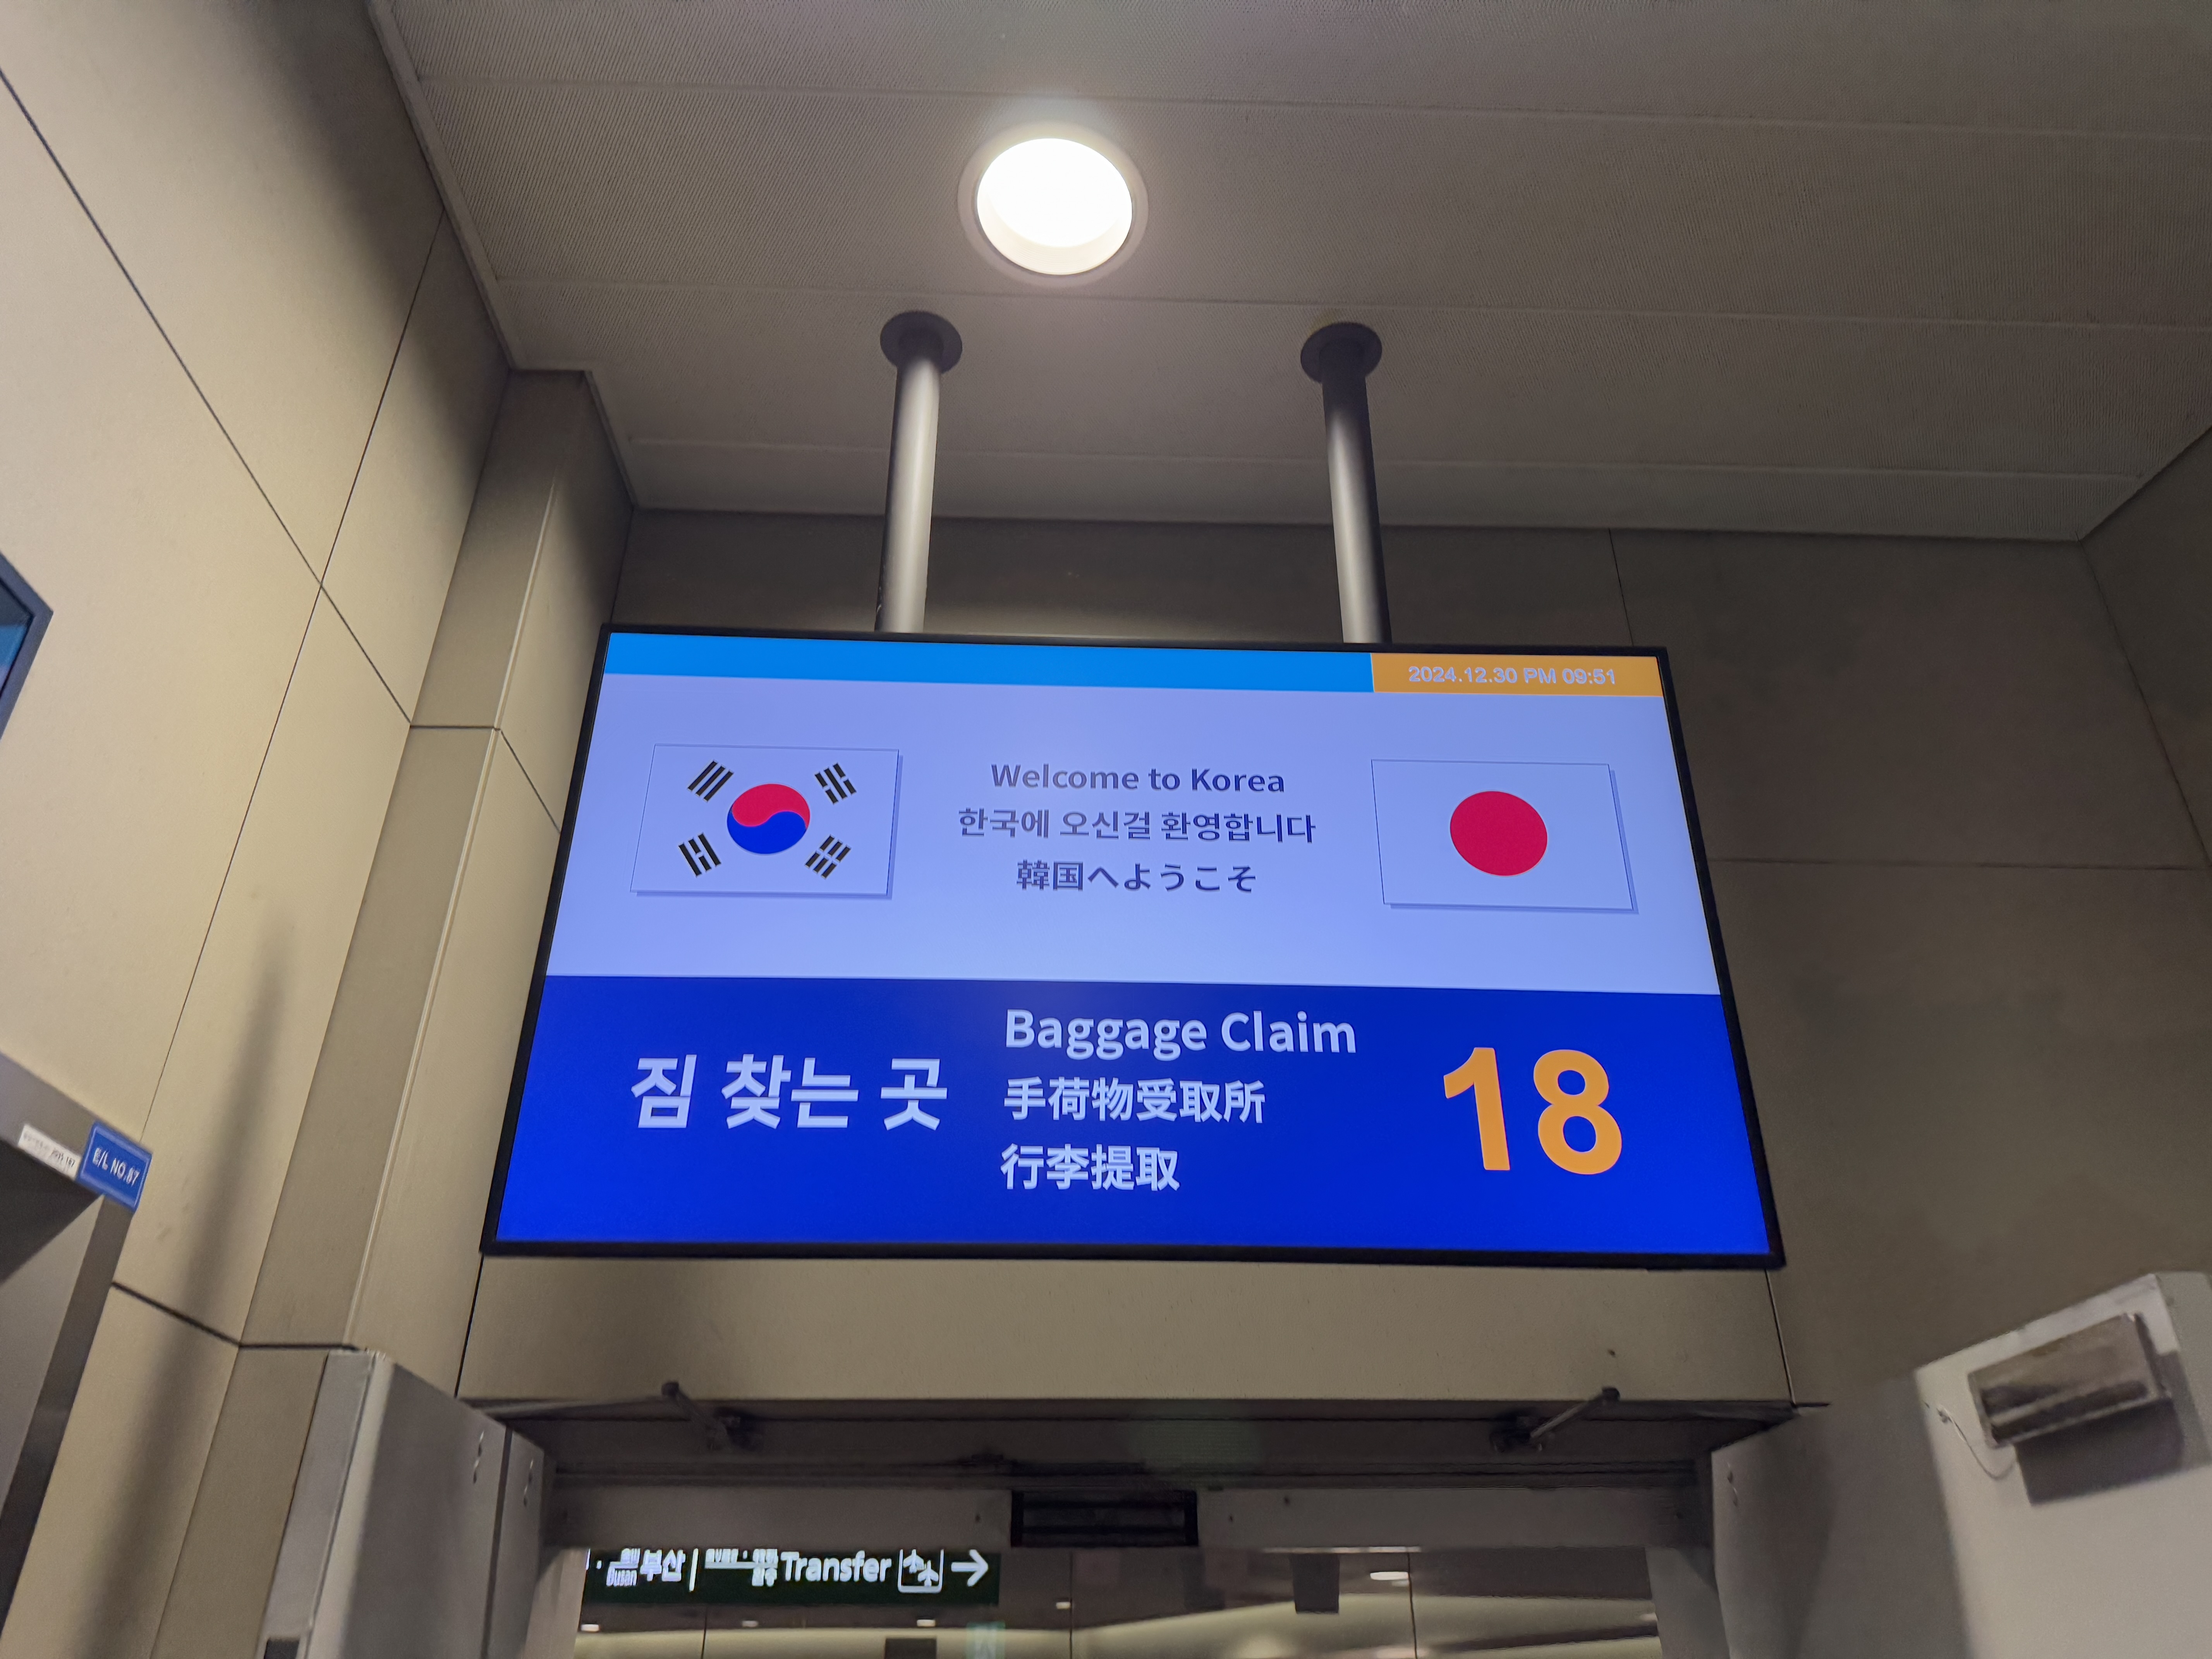 2024.12.30 PM 09:51
Welcome to Korea
한국에 오신걸 환영합니다
韓国へようこそ
짐 찾는 곳
Baggage Claim
手荷物受取所
行李提取
18
E/L NO.87
부산
Busan
Transfer